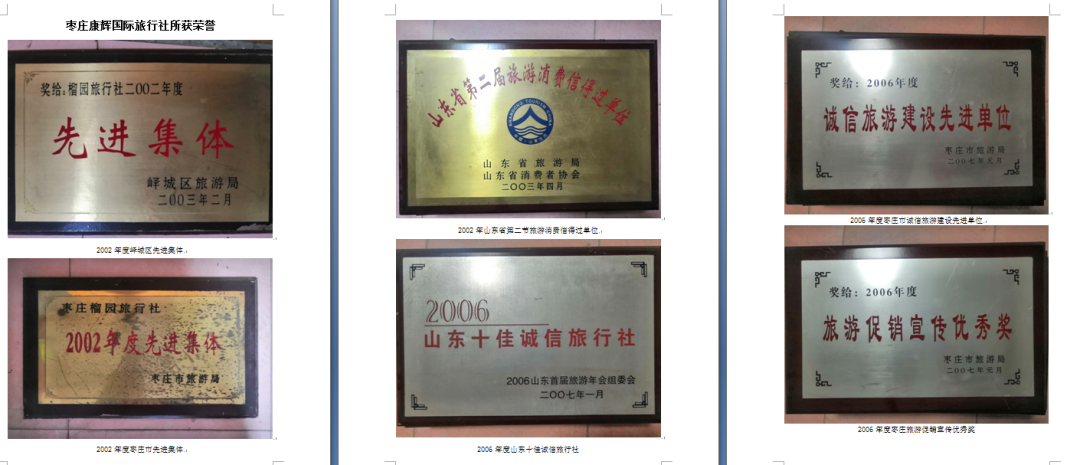 枣庄康辉国际旅行社所获荣誉
奖给:榴园旅行社二〇〇二年度
先进集体
峄城区旅游局
二〇〇三年二月
2002年度峄城区先进集体
枣庄榴园旅行社
2002年度先进集体
枣庄市旅游局
2002年度枣庄市先进集体
山东省第二届旅游消费信得过单位
山东省旅游局
山东省消费者协会
二〇〇三年四月
2002年山东省第二节旅游消费信得过单位
2006
山东十佳诚信旅行社
2006山东首届旅游年会组委会
二〇〇七年一月
2006年度山东十佳诚信旅行社
奖给:2006年度
诚信旅游建设先进单位
枣庄市旅游局
二〇〇七年元月
2006年度枣庄市诚信旅游建设先进单位
奖给:2006年度
旅游促销宣传优秀奖
枣庄市旅游局
二〇〇七年元月
2006年度枣庄旅游促销宣传优秀奖